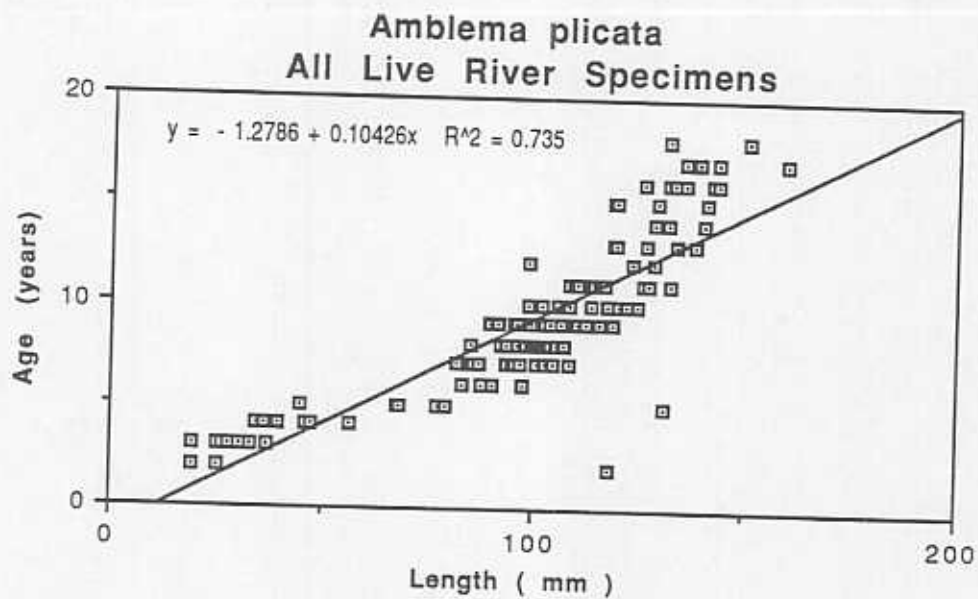 Amblema plicata
All Live River Specimens
20
y = - 1.2786 + 0.10426x R^2 = 0.735
Age (years)
10
0
0
100
200
Length ( mm )